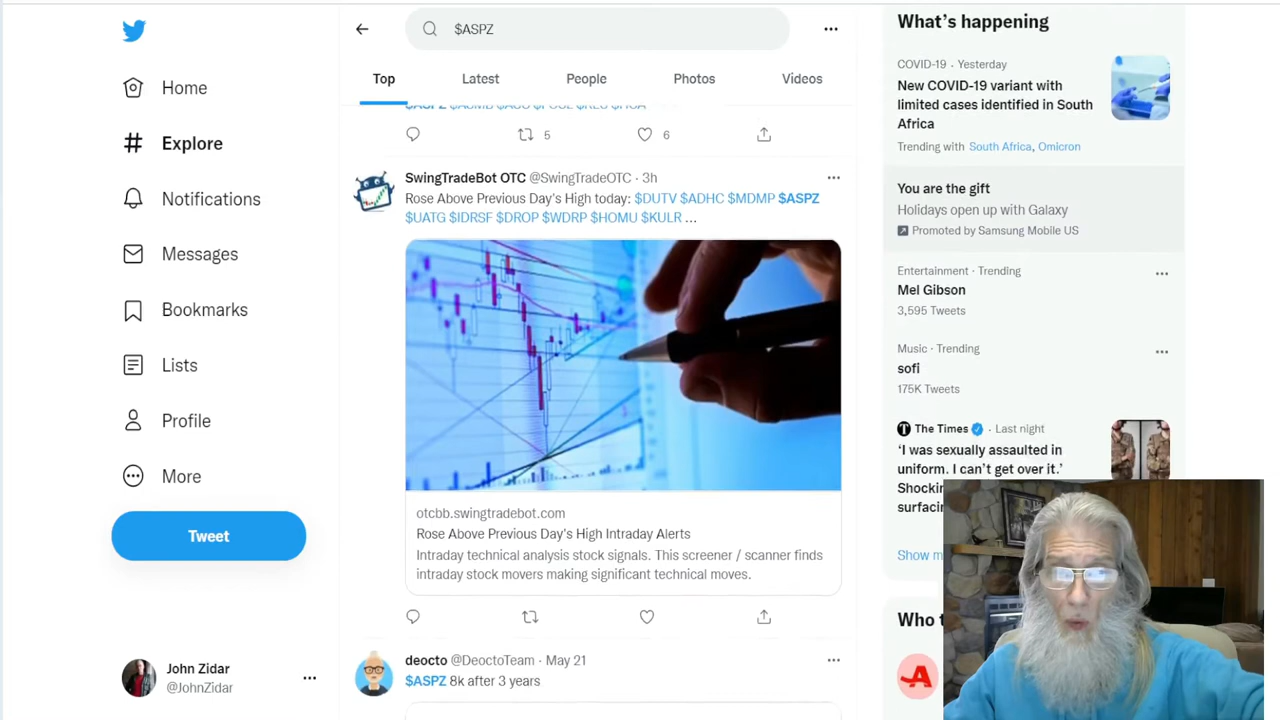 $ASPZ
Home
Explore
Notifications
Messages
Bookmarks
Lists
Profile
More
Tweet
John Zidar
@JohnZidar
Top
Latest
People
Photos
Videos
5
6
SwingTradeBot OTC @SwingTradeOTC · 3h
Rose Above Previous Day's High today: $DUTV $ADHC $MDMP $ASPZ
$UATG $IDRSF $DROP $WDRP $HOMU $KULR ...
otcbb.swingtradebot.com
Rose Above Previous Day's High Intraday Alerts
Intraday technical analysis stock signals. This screener / scanner finds
intraday stock movers making significant technical moves.
deocto @DeoctoTeam · May 21
$ASPZ 8k after 3 years
What's happening
COVID-19 · Yesterday
New COVID-19 variant with
limited cases identified in South
Africa
Trending with South Africa, Omicron
You are the gift
Holidays open up with Galaxy
Promoted by Samsung Mobile US
Entertainment · Trending
Mel Gibson
3,595 Tweets
Music · Trending
sofi
175K Tweets
The Times · Last night
'I was sexually assaulted in
uniform. I can't get over it.'
Shockin
surfacin
Show m
Who t